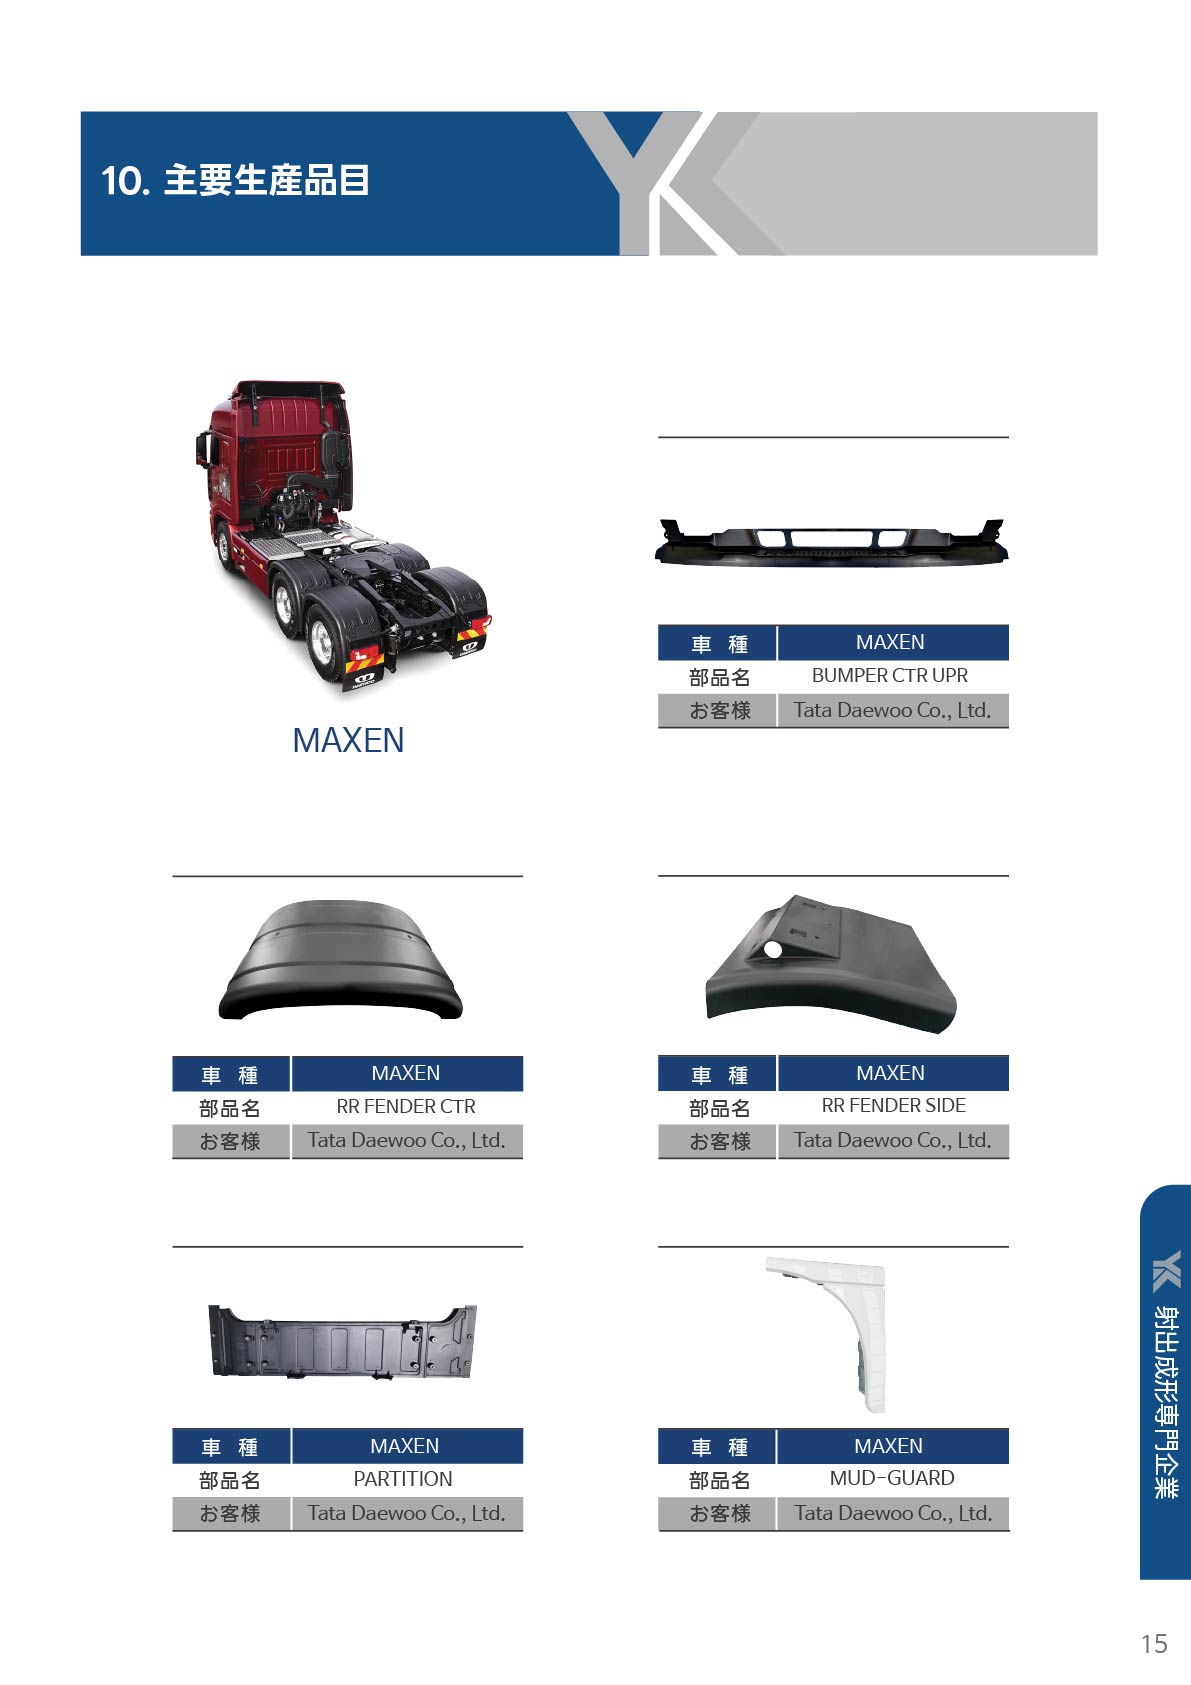 10. 主要生産品目
YK
DAEWOO
MAXEN
車 種 MAXEN
部品名 BUMPER CTR UPR
お客様 Tata Daewoo Co., Ltd.
車 種 MAXEN
部品名 RR FENDER CTR
お客様 Tata Daewoo Co., Ltd.
車 種 MAXEN
部品名 RR FENDER SIDE
お客様 Tata Daewoo Co., Ltd.
車 種 MAXEN
部品名 PARTITION
お客様 Tata Daewoo Co., Ltd.
車 種 MAXEN
部品名 MUD-GUARD
お客様 Tata Daewoo Co., Ltd.
YK 射出成形専門企業
15